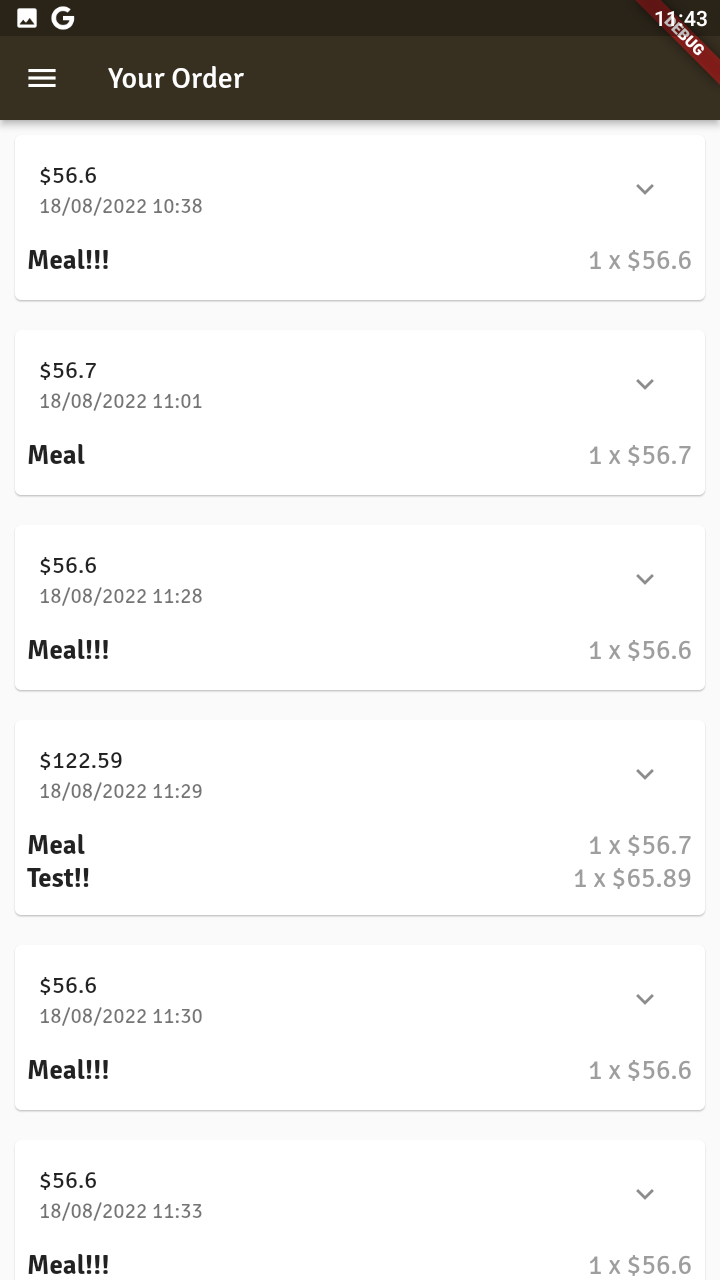 11:43
DEBUG
Your Order
$56.6
18/08/2022 10:38
Meal!!! 1 x $56.6
$56.7
18/08/2022 11:01
Meal 1 x $56.7
$56.6
18/08/2022 11:28
Meal!!! 1 x $56.6
$122.59
18/08/2022 11:29
Meal 1 x $56.7
Test!! 1 x $65.89
$56.6
18/08/2022 11:30
Meal!!! 1 x $56.6
$56.6
18/08/2022 11:33
Meal!!! 1 x $56.6